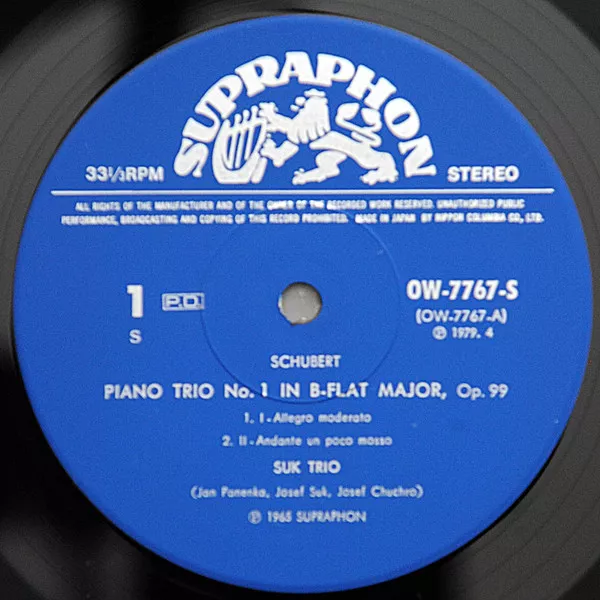 SUPRAPHON
33⅓RPM
STEREO
ALL RIGHTS OF THE MANUFACTURER AND OF THE OWNER OF THE RECORDED WORK RESERVED. UNAUTHORIZED PUBLIC
PERFORMANCE, BROADCASTING AND COPYING OF THIS RECORD PROHIBITED. MADE IN JAPAN BY NIPPON COLUMBIA CO., LTD.
1 P.D. OW-7767-S
S (OW-7767-A)
℗ 1979. 4
SCHUBERT
PIANO TRIO No. 1 IN B-FLAT MAJOR, Op. 99
1. I-Allegro moderato
2. II-Andante un poco mosso
SUK TRIO
(Jan Panenka, Josef Suk, Josef Chuchro)
℗ 1965 SUPRAPHON